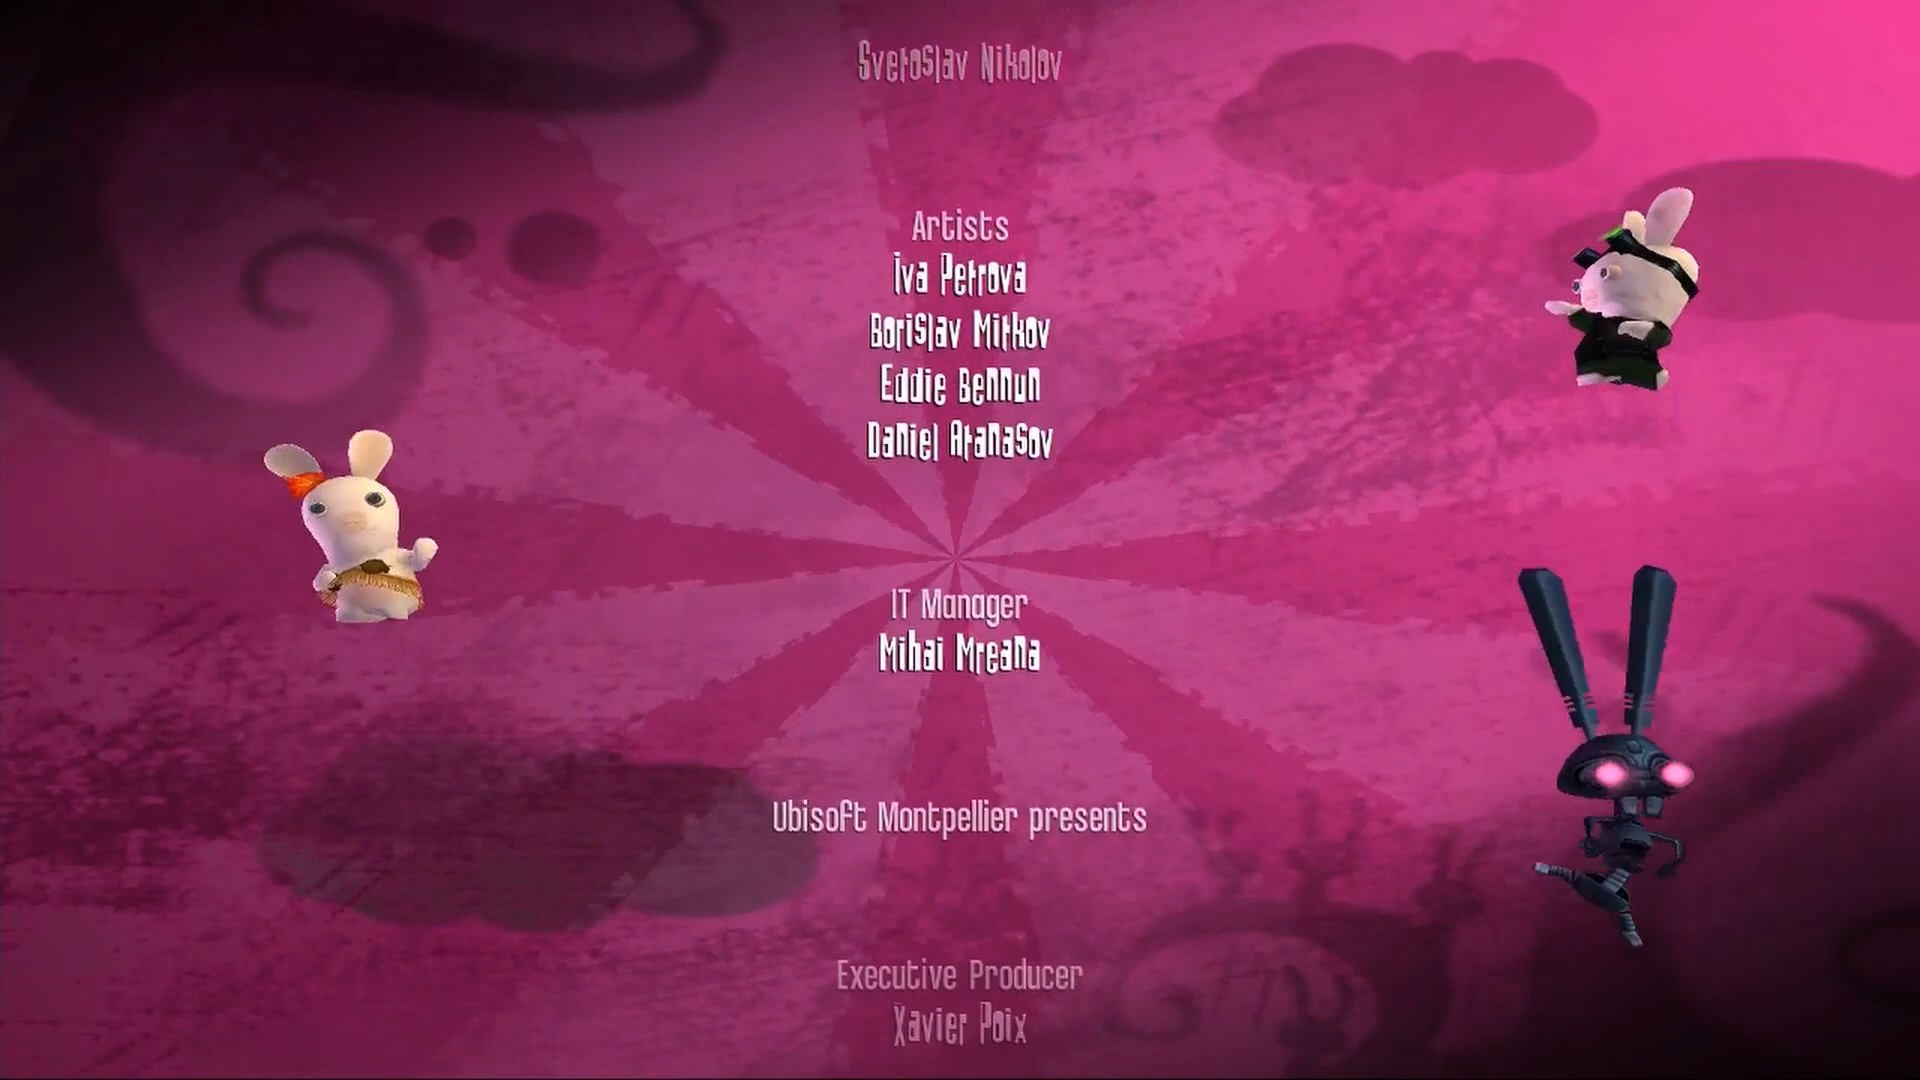 Svetoslav Nikolov
Artists
Iva Petrova
Borislav Mitkov
Eddie Bennun
Daniel Atanasov
IT Manager
Mihai Mreana
Ubisoft Montpellier presents
Executive Producer
Xavier Poix